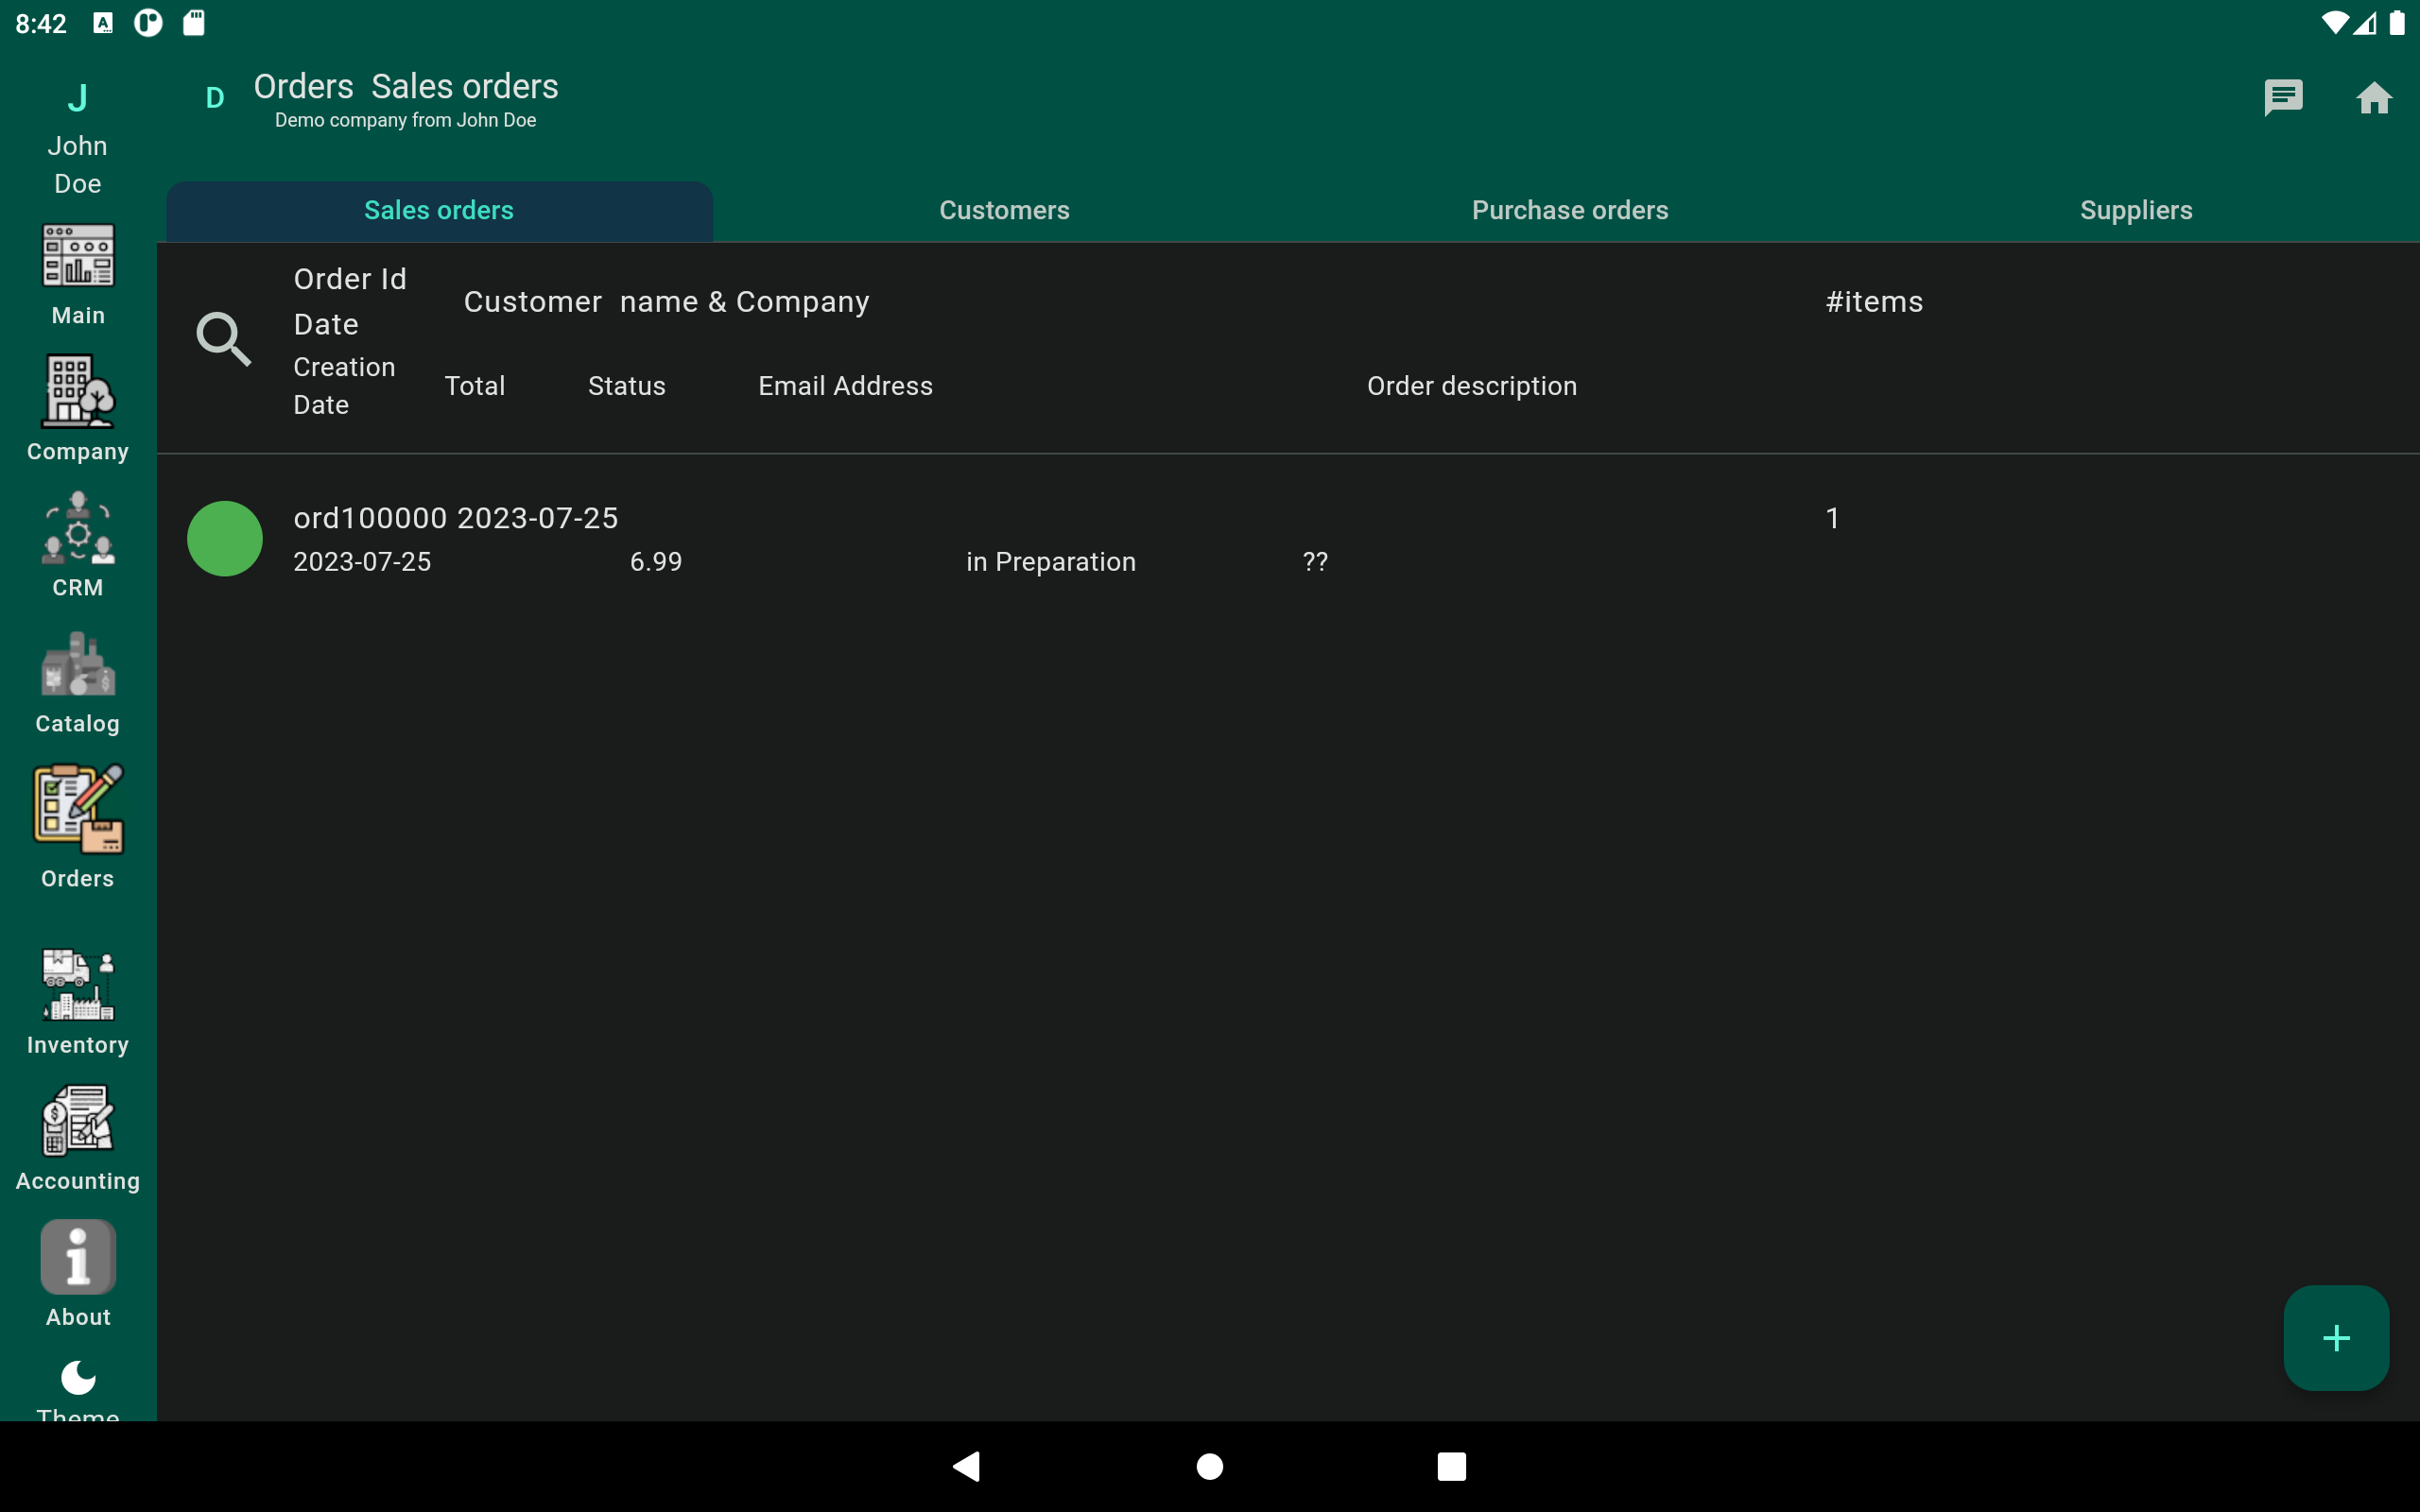 8:42
J
John
Doe
D
Orders Sales orders
Demo company from John Doe
Sales orders
Customers
Purchase orders
Suppliers
Main
Company
CRM
Catalog
Orders
Inventory
Accounting
About
Theme
Order Id
Date
Customer name & Company
#items
Creation
Date
Total
Status
Email Address
Order description
ord100000 2023-07-25
1
2023-07-25
6.99
in Preparation
??